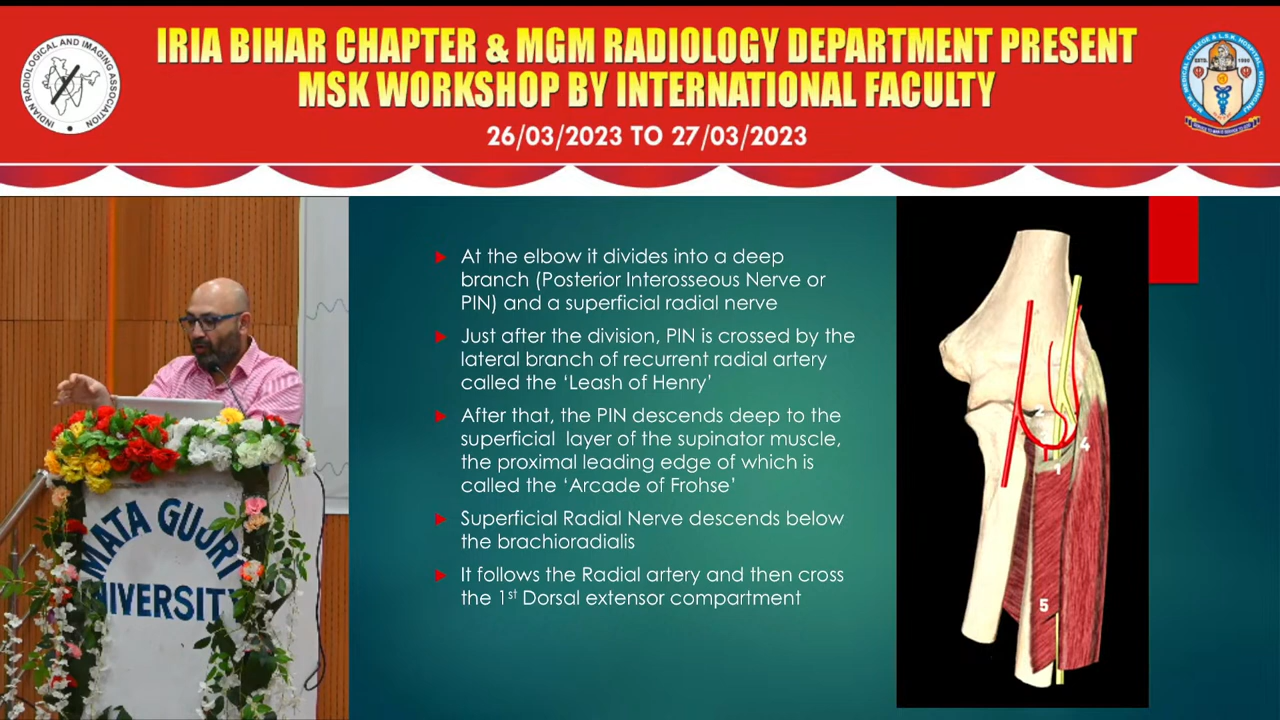 IRIA BIHAR CHAPTER & MGM RADIOLOGY DEPARTMENT PRESENT
MSK WORKSHOP BY INTERNATIONAL FACULTY
26/03/2023 TO 27/03/2023
INDIAN RADIOLOGICAL AND IMAGING ASSOCIATION
At the elbow it divides into a deep
branch (Posterior Interosseous Nerve or
PIN) and a superficial radial nerve
Just after the division, PIN is crossed by the
lateral branch of recurrent radial artery
called the ‘Leash of Henry’
After that, the PIN descends deep to the
superficial layer of the supinator muscle,
the proximal leading edge of which is
called the ‘Arcade of Frohse’
Superficial Radial Nerve descends below
the brachioradialis
It follows the Radial artery and then cross
the 1st Dorsal extensor compartment
2
4
1
5
MATA GUJRI
UNIVERSITY